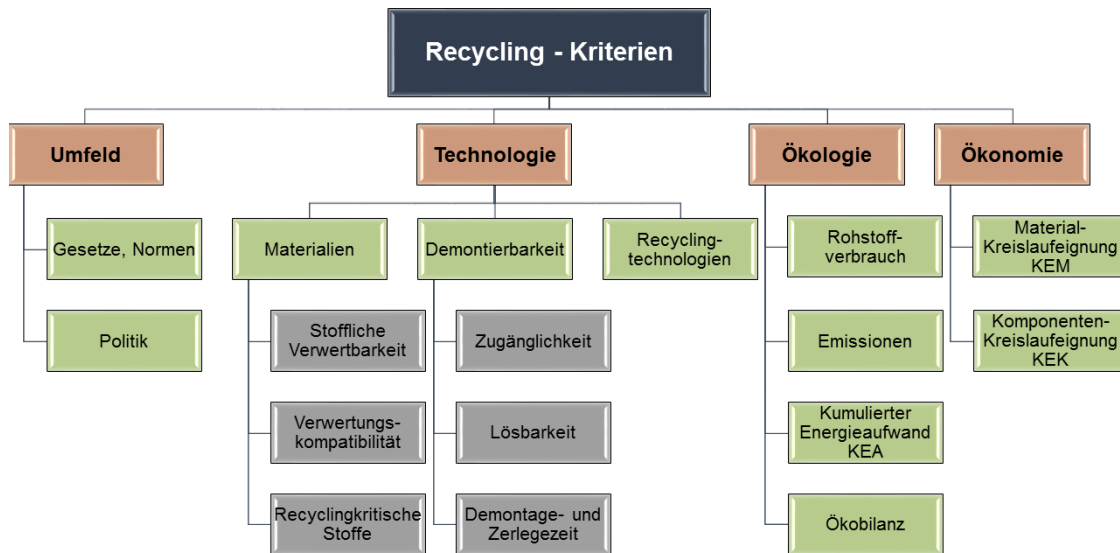 Recycling - Kriterien
Umfeld
Technologie
Ökologie
Ökonomie
Gesetze, Normen
Politik
Materialien
Demontierbarkeit
Recycling-
technologien
Stoffliche
Verwertbarkeit
Verwertungs-
kompatibilität
Recyclingkritische
Stoffe
Zugänglichkeit
Lösbarkeit
Demontage- und
Zerlegezeit
Rohstoff-
verbrauch
Emissionen
Kumulierter
Energieaufwand
KEA
Ökobilanz
Material-
Kreislaufeignung
KEM
Komponenten-
Kreislaufeignung
KEK